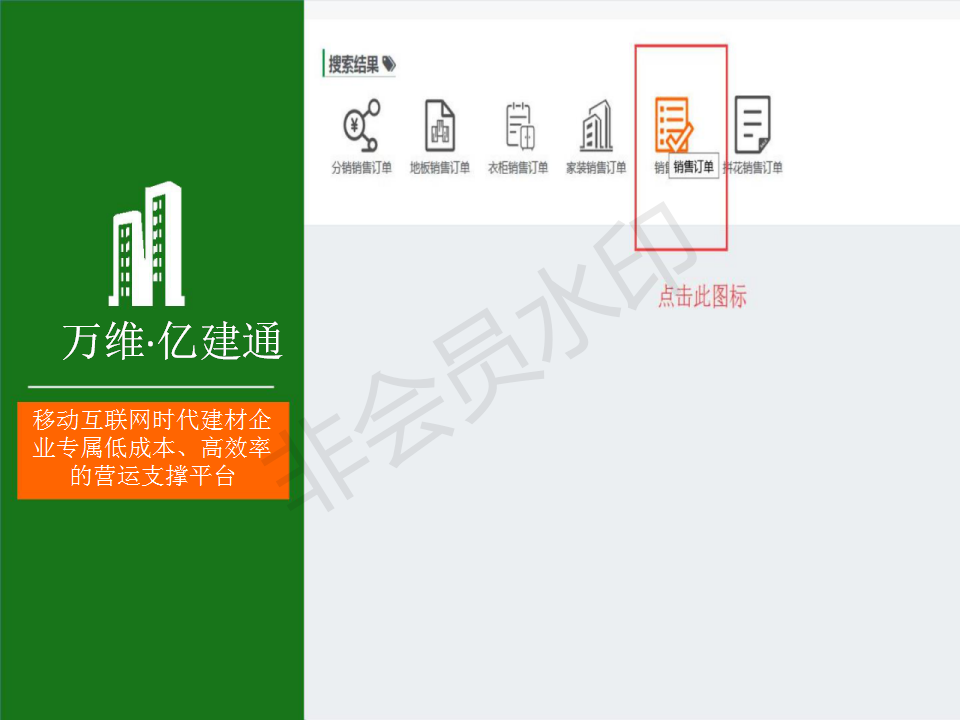 搜索结果
分销销售订单
地板销售订单
衣柜销售订单
家装销售订单
销售订单
拼花销售订单
点击此图标
万维·亿建通
移动互联网时代建材企
业专属低成本、高效率
的营运支撑平台
非会员水印